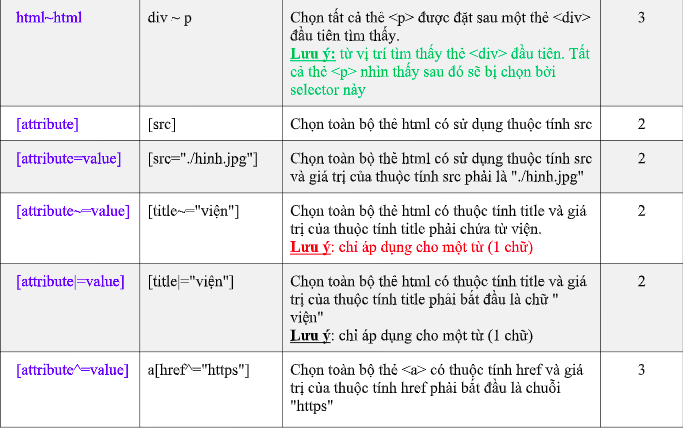 html~html div ~ p Chọn tất cả thẻ <p> được đặt sau một thẻ <div> 3
đầu tiên tìm thấy.
Lưu ý: từ vị trí tìm thấy thẻ <div> đầu tiên. Tất
cả thẻ <p> nhìn thấy sau đó sẽ bị chọn bởi
selector này
[attribute] [src] Chọn toàn bộ thẻ html có sử dụng thuộc tính src 2
[attribute=value] [src="./hinh.jpg"] Chọn toàn bộ thẻ html có sử dụng thuộc tính src 2
và giá trị của thuộc tính src phải là "./hinh.jpg"
[attribute~=value] [title~="viện"] Chọn toàn bộ thẻ html có thuộc tính title và giá 2
trị của thuộc tính title phải chứa từ viện.
Lưu ý: chỉ áp dụng cho một từ (1 chữ)
[attribute|=value] [title|="viện"] Chọn toàn bộ thẻ html có thuộc tính title và giá 2
trị của thuộc tính title phải bắt đầu là chữ "
viện"
Lưu ý: chỉ áp dụng cho một từ (1 chữ)
[attribute^=value] a[href^="https"] Chọn toàn bộ thẻ <a> có thuộc tính href và giá 3
trị của thuộc tính href phải bắt đầu là chuỗi
"https"